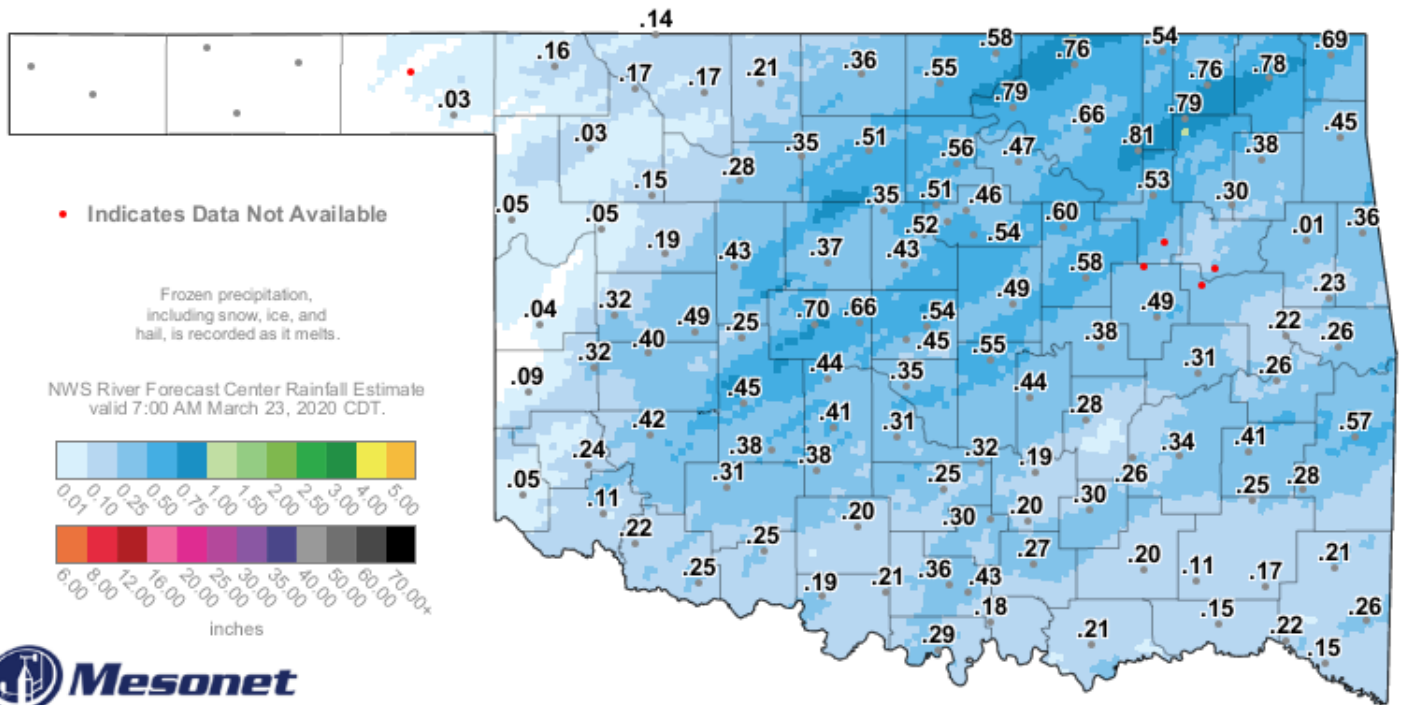 .14
.58 .76 .54 .69
.16 .17 .17 .21 .36 .55 .76 .78
.03 .79 .79
.03 .35 .51 .56 .47 .66 .81 .38 .45
.15 .28 .53 .30
.05 .05 .35 .51 .46 .60 .01 .36
Indicates Data Not Available
.19 .43 .37 .52 .43 .54 .58
Frozen precipitation,
including snow, ice, and
hail, is recorded as it melts.
.04 .32 .49 .25 .70 .66 .54 .49 .49 .23
.40 .45 .38 .22 .26
.32 .44 .35 .55 .31 .26
NWS River Forecast Center Rainfall Estimate
valid 7:00 AM March 23, 2020 CDT.
.09 .45 .44 .28
.42 .41 .31 .57
.24 .38 .38 .32 .19 .34 .41
.05 .11 .31 .25 .26 .25 .28
0.01 0.10 0.25 0.50 0.75 1.00 1.50 2.00 2.50 3.00 4.00 5.00
.22 .25 .20 .30 .20 .30
6.00 8.00 12.00 16.00 20.00 25.00 30.00 35.00 40.00 50.00 60.00 70.00+
.25 .19 .21 .36 .43 .27 .20 .11 .17 .21
inches
.29 .18 .21 .15 .22 .26
.15
Mesonet